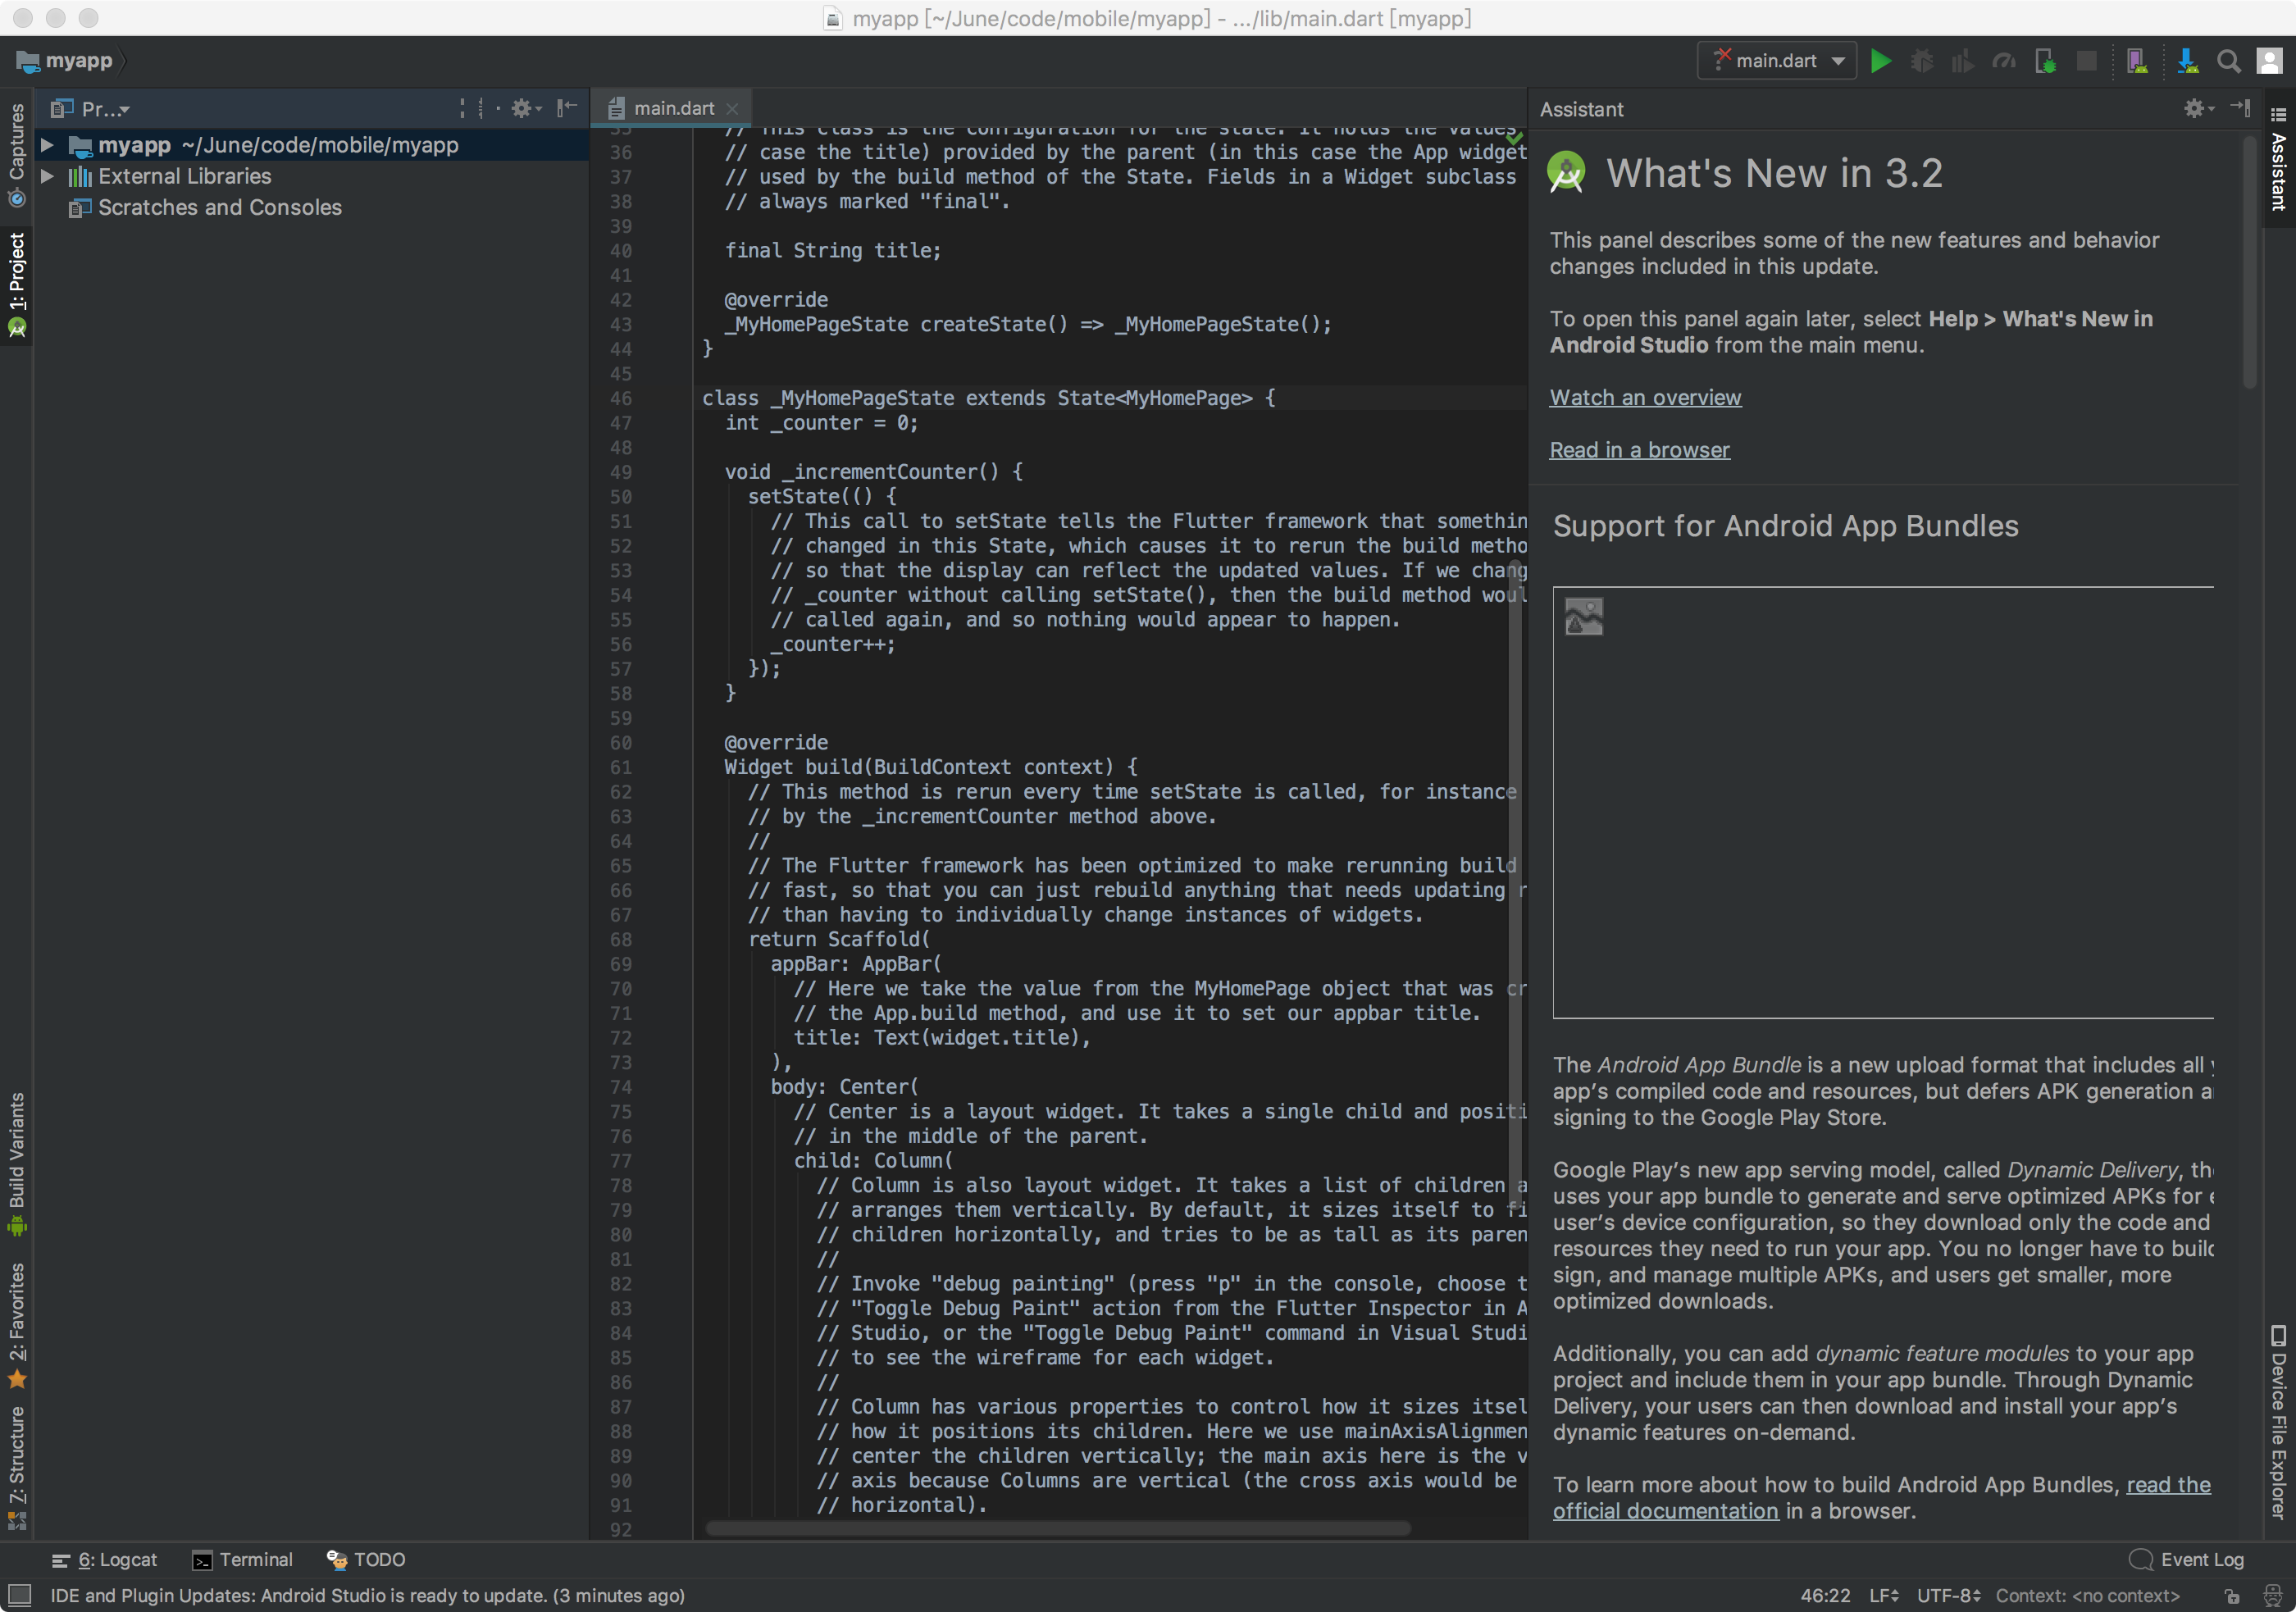 myapp [~/June/code/mobile/myapp] - .../lib/main.dart [myapp]
myapp
main.dart
Pr...
main.dart
Assistant
Captures
1: Project
Build Variants
2: Favorites
Z: Structure
myapp ~/June/code/mobile/myapp
External Libraries
Scratches and Consoles
35 // This class is the configuration for the state. It holds the values
36 // case the title) provided by the parent (in this case the App widget
37 // used by the build method of the State. Fields in a Widget subclass
38 // always marked "final".
39
40 final String title;
41
42 @override
43 _MyHomePageState createState() => _MyHomePageState();
44 }
45
46 class _MyHomePageState extends State<MyHomePage> {
47 int _counter = 0;
48
49 void _incrementCounter() {
50 setState(() {
51 // This call to setState tells the Flutter framework that somethin
52 // changed in this State, which causes it to rerun the build metho
53 // so that the display can reflect the updated values. If we chang
54 // _counter without calling setState(), then the build method woul
55 // called again, and so nothing would appear to happen.
56 _counter++;
57 });
58 }
59
60 @override
61 Widget build(BuildContext context) {
62 // This method is rerun every time setState is called, for instance
63 // by the _incrementCounter method above.
64 //
65 // The Flutter framework has been optimized to make rerunning build
66 // fast, so that you can just rebuild anything that needs updating r
67 // than having to individually change instances of widgets.
68 return Scaffold(
69 appBar: AppBar(
70 // Here we take the value from the MyHomePage object that was cr
71 // the App.build method, and use it to set our appbar title.
72 title: Text(widget.title),
73 ),
74 body: Center(
75 // Center is a layout widget. It takes a single child and positi
76 // in the middle of the parent.
77 child: Column(
78 // Column is also layout widget. It takes a list of children a
79 // arranges them vertically. By default, it sizes itself to fi
80 // children horizontally, and tries to be as tall as its paren
81 //
82 // Invoke "debug painting" (press "p" in the console, choose t
83 // "Toggle Debug Paint" action from the Flutter Inspector in A
84 // Studio, or the "Toggle Debug Paint" command in Visual Studi
85 // to see the wireframe for each widget.
86 //
87 // Column has various properties to control how it sizes itsel
88 // how it positions its children. Here we use mainAxisAlignmen
89 // center the children vertically; the main axis here is the v
90 // axis because Columns are vertical (the cross axis would be
91 // horizontal).
92
What's New in 3.2
This panel describes some of the new features and behavior
changes included in this update.
To open this panel again later, select Help > What's New in
Android Studio from the main menu.
Watch an overview
Read in a browser
Support for Android App Bundles
The Android App Bundle is a new upload format that includes all y
app's compiled code and resources, but defers APK generation a
signing to the Google Play Store.
Google Play's new app serving model, called Dynamic Delivery, the
uses your app bundle to generate and serve optimized APKs for e
user's device configuration, so they download only the code and
resources they need to run your app. You no longer have to build
sign, and manage multiple APKs, and users get smaller, more
optimized downloads.
Additionally, you can add dynamic feature modules to your app
project and include them in your app bundle. Through Dynamic
Delivery, your users can then download and install your app's
dynamic features on-demand.
To learn more about how to build Android App Bundles, read the
official documentation in a browser.
Assistant
Device File Explorer
6: Logcat Terminal TODO Event Log
IDE and Plugin Updates: Android Studio is ready to update. (3 minutes ago) 46:22 LF UTF-8 Context: <no context>